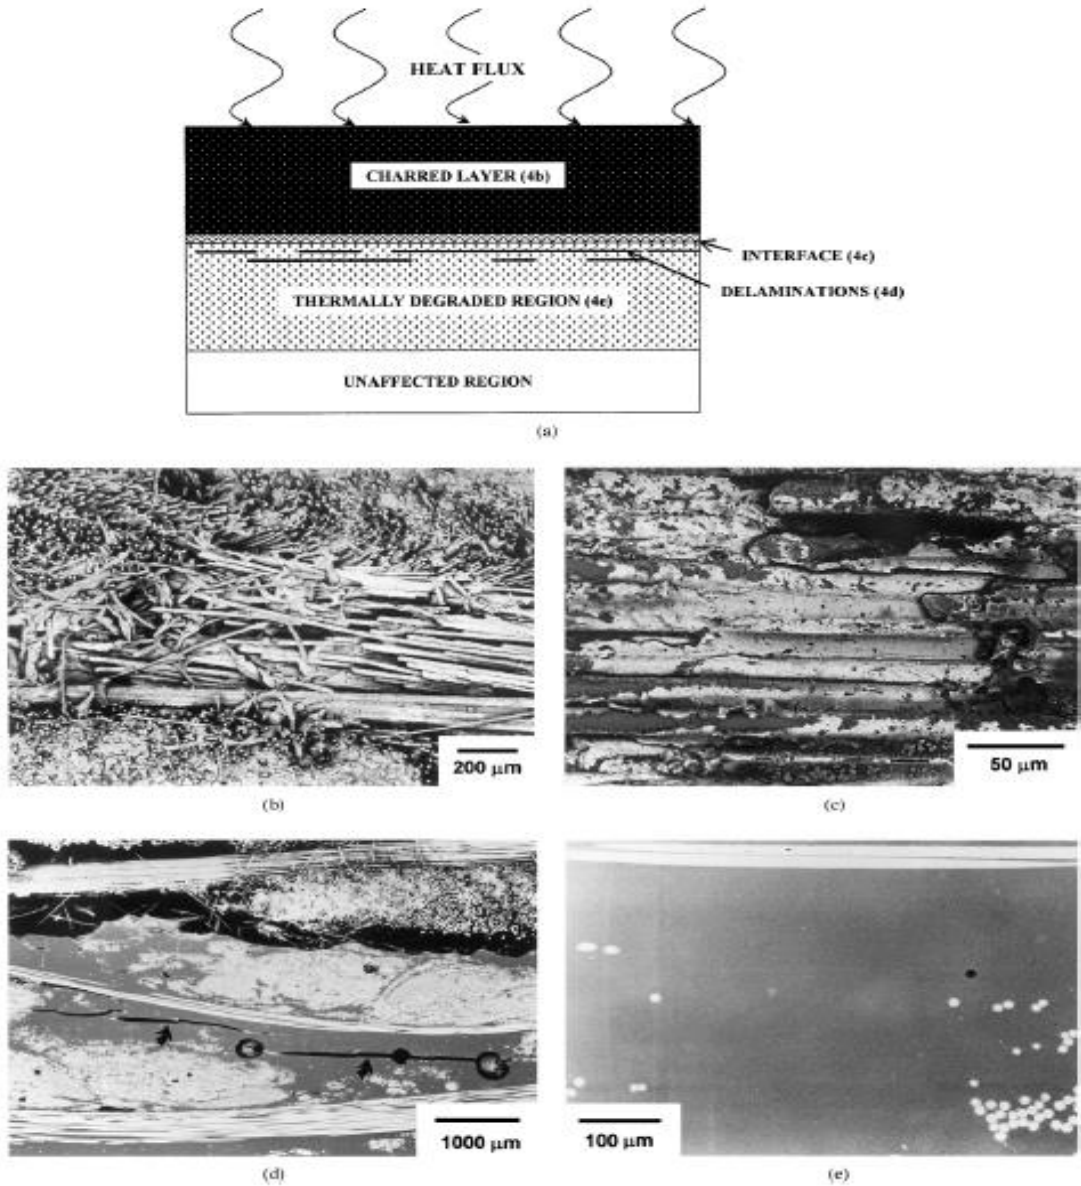 HEAT FLUX
CHARRED LAYER (4b)
INTERFACE (4c)
DELAMINATIONS (4d)
THERMALLY DEGRADED REGION (4e)
UNAFFECTED REGION
(a)
200 μm
50 μm
(b)
(c)
1000 μm
100 μm
(d)
(e)